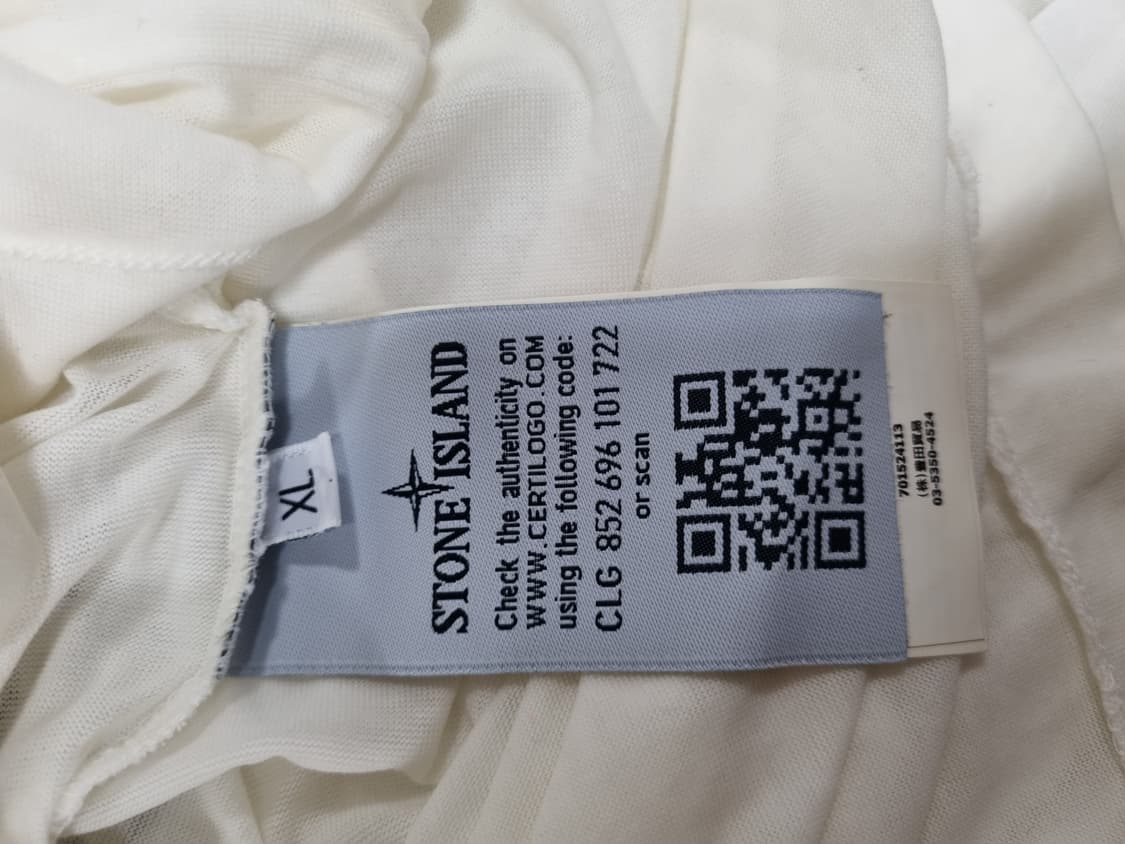 XL
STONE ISLAND
Check the authenticity on
WWW.CERTILOGO.COM
using the following code:
CLG 852 696 101 722
or scan
701524113
(株)豊田貿易
03-5350-4524